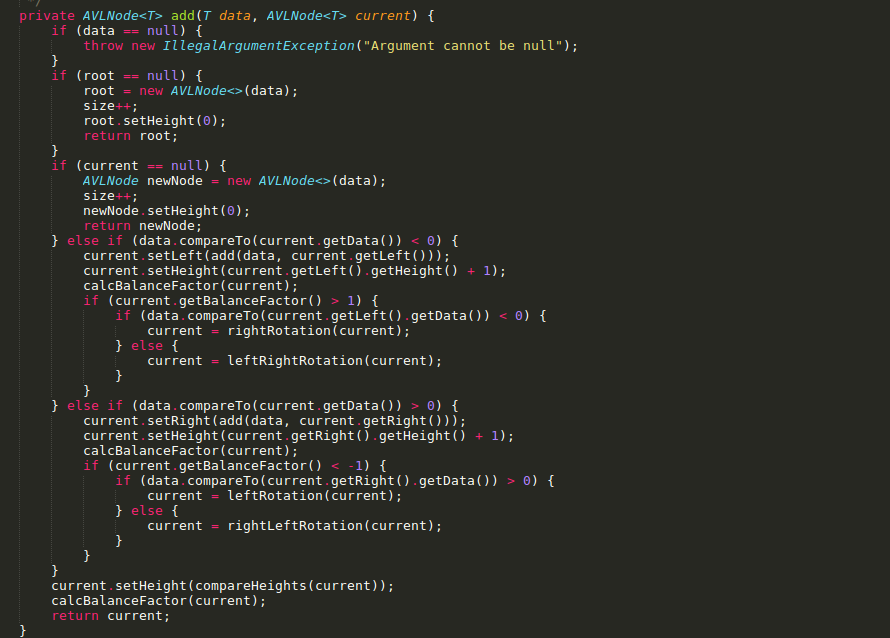 */
private AVLNode<T> add(T data, AVLNode<T> current) {
    if (data == null) {
        throw new IllegalArgumentException("Argument cannot be null");
    }
    if (root == null) {
        root = new AVLNode<>(data);
        size++;
        root.setHeight(0);
        return root;
    }
    if (current == null) {
        AVLNode newNode = new AVLNode<>(data);
        size++;
        newNode.setHeight(0);
        return newNode;
    } else if (data.compareTo(current.getData()) < 0) {
        current.setLeft(add(data, current.getLeft()));
        current.setHeight(current.getLeft().getHeight() + 1);
        calcBalanceFactor(current);
        if (current.getBalanceFactor() > 1) {
            if (data.compareTo(current.getLeft().getData()) < 0) {
                current = rightRotation(current);
            } else {
                current = leftRightRotation(current);
            }
        }
    } else if (data.compareTo(current.getData()) > 0) {
        current.setRight(add(data, current.getRight()));
        current.setHeight(current.getRight().getHeight() + 1);
        calcBalanceFactor(current);
        if (current.getBalanceFactor() < -1) {
            if (data.compareTo(current.getRight().getData()) > 0) {
                current = leftRotation(current);
            } else {
                current = rightLeftRotation(current);
            }
        }
    }
    current.setHeight(compareHeights(current));
    calcBalanceFactor(current);
    return current;
}